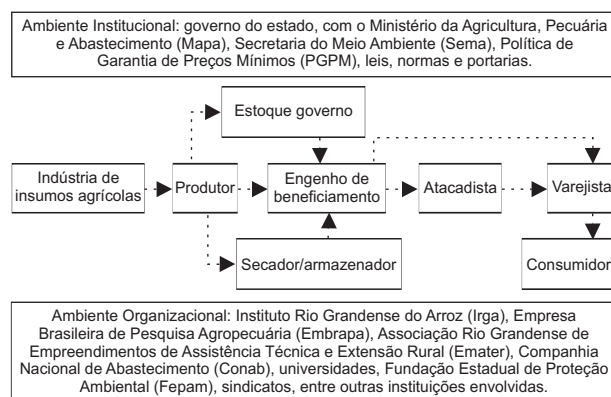 Ambiente Institucional: governo do estado, com o Ministério da Agricultura, Pecuária
e Abastecimento (Mapa), Secretaria do Meio Ambiente (Sema), Política de
Garantia de Preços Mínimos (PGPM), leis, normas e portarias.
Estoque governo
Indústria de
insumos agrícolas
Produtor
Engenho de
beneficiamento
Atacadista
Varejista
Secador/armazenador
Consumidor
Ambiente Organizacional: Instituto Rio Grandense do Arroz (Irga), Empresa
Brasileira de Pesquisa Agropecuária (Embrapa), Associação Rio Grandense de
Empreendimentos de Assistência Técnica e Extensão Rural (Emater), Companhia
Nacional de Abastecimento (Conab), universidades, Fundação Estadual de Proteção
Ambiental (Fepam), sindicatos, entre outras instituições envolvidas.